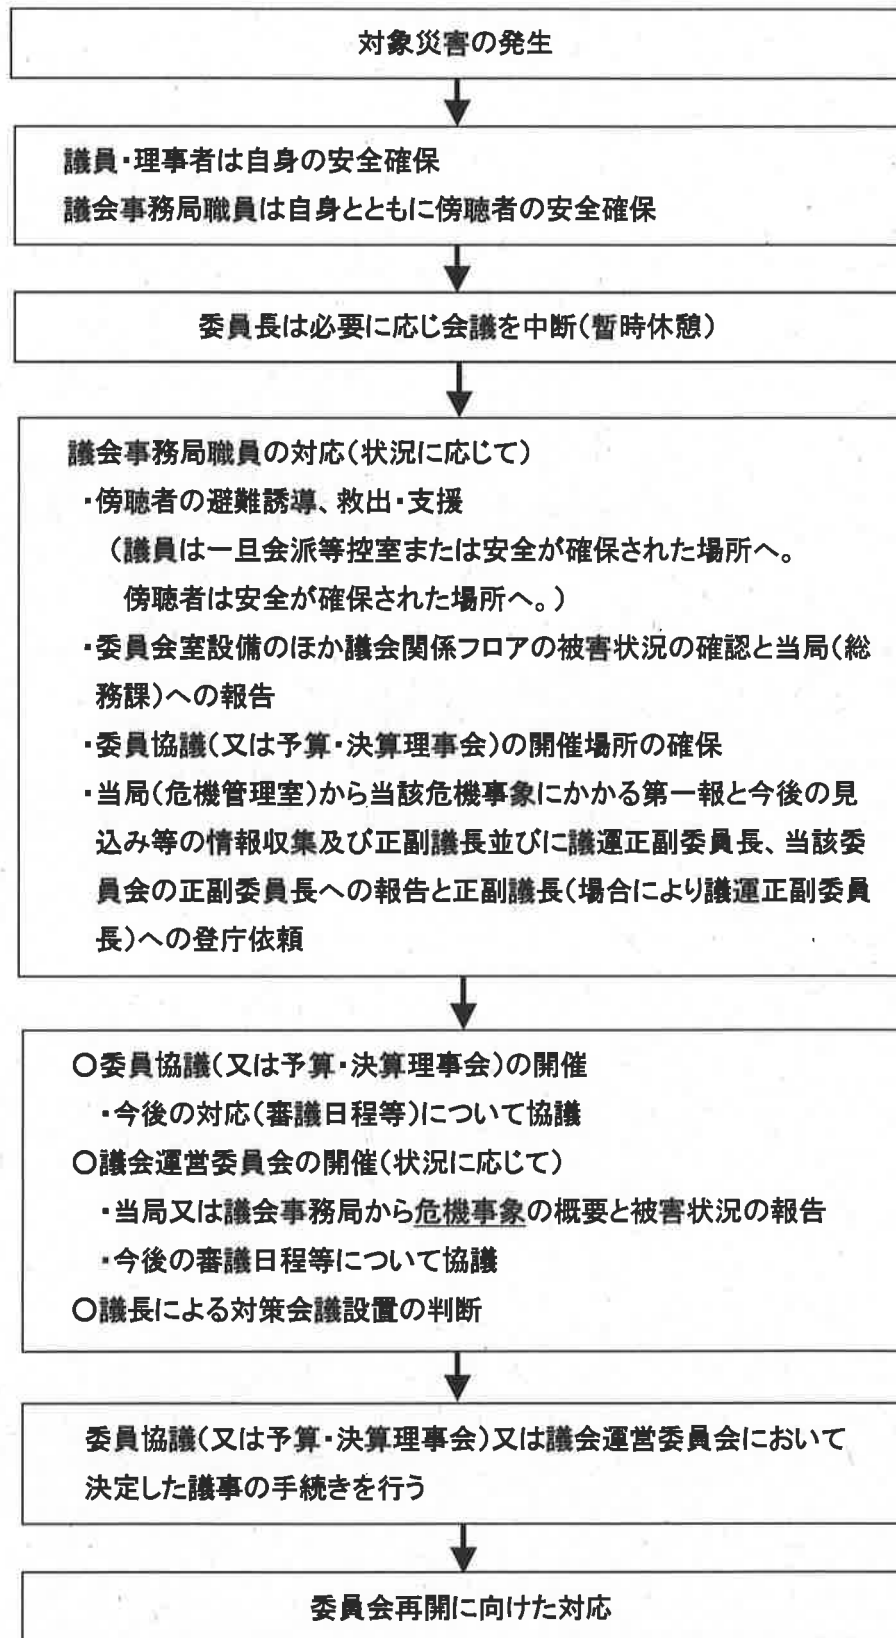 対象災害の発生
議員・理事者は自身の安全確保
議会事務局職員は自身とともに傍聴者の安全確保
委員長は必要に応じ会議を中断(暫時休憩)
議会事務局職員の対応(状況に応じて)
・傍聴者の避難誘導、救出・支援
(議員は一旦会派等控室または安全が確保された場所へ。
傍聴者は安全が確保された場所へ。)
・委員会室設備のほか議会関係フロアの被害状況の確認と当局(総
務課)への報告
・委員協議(又は予算・決算理事会)の開催場所の確保
・当局(危機管理室)から当該危機事象にかかる第一報と今後の見
込み等の情報収集及び正副議長並びに議運正副委員長、当該委
員会の正副委員長への報告と正副議長(場合により議運正副委員
長)への登庁依頼
〇委員協議(又は予算・決算理事会)の開催
・今後の対応(審議日程等)について協議
〇議会運営委員会の開催(状況に応じて)
・当局又は議会事務局から危機事象の概要と被害状況の報告
・今後の審議日程等について協議
〇議長による対策会議設置の判断
委員協議(又は予算・決算理事会)又は議会運営委員会において
決定した議事の手続きを行う
委員会再開に向けた対応